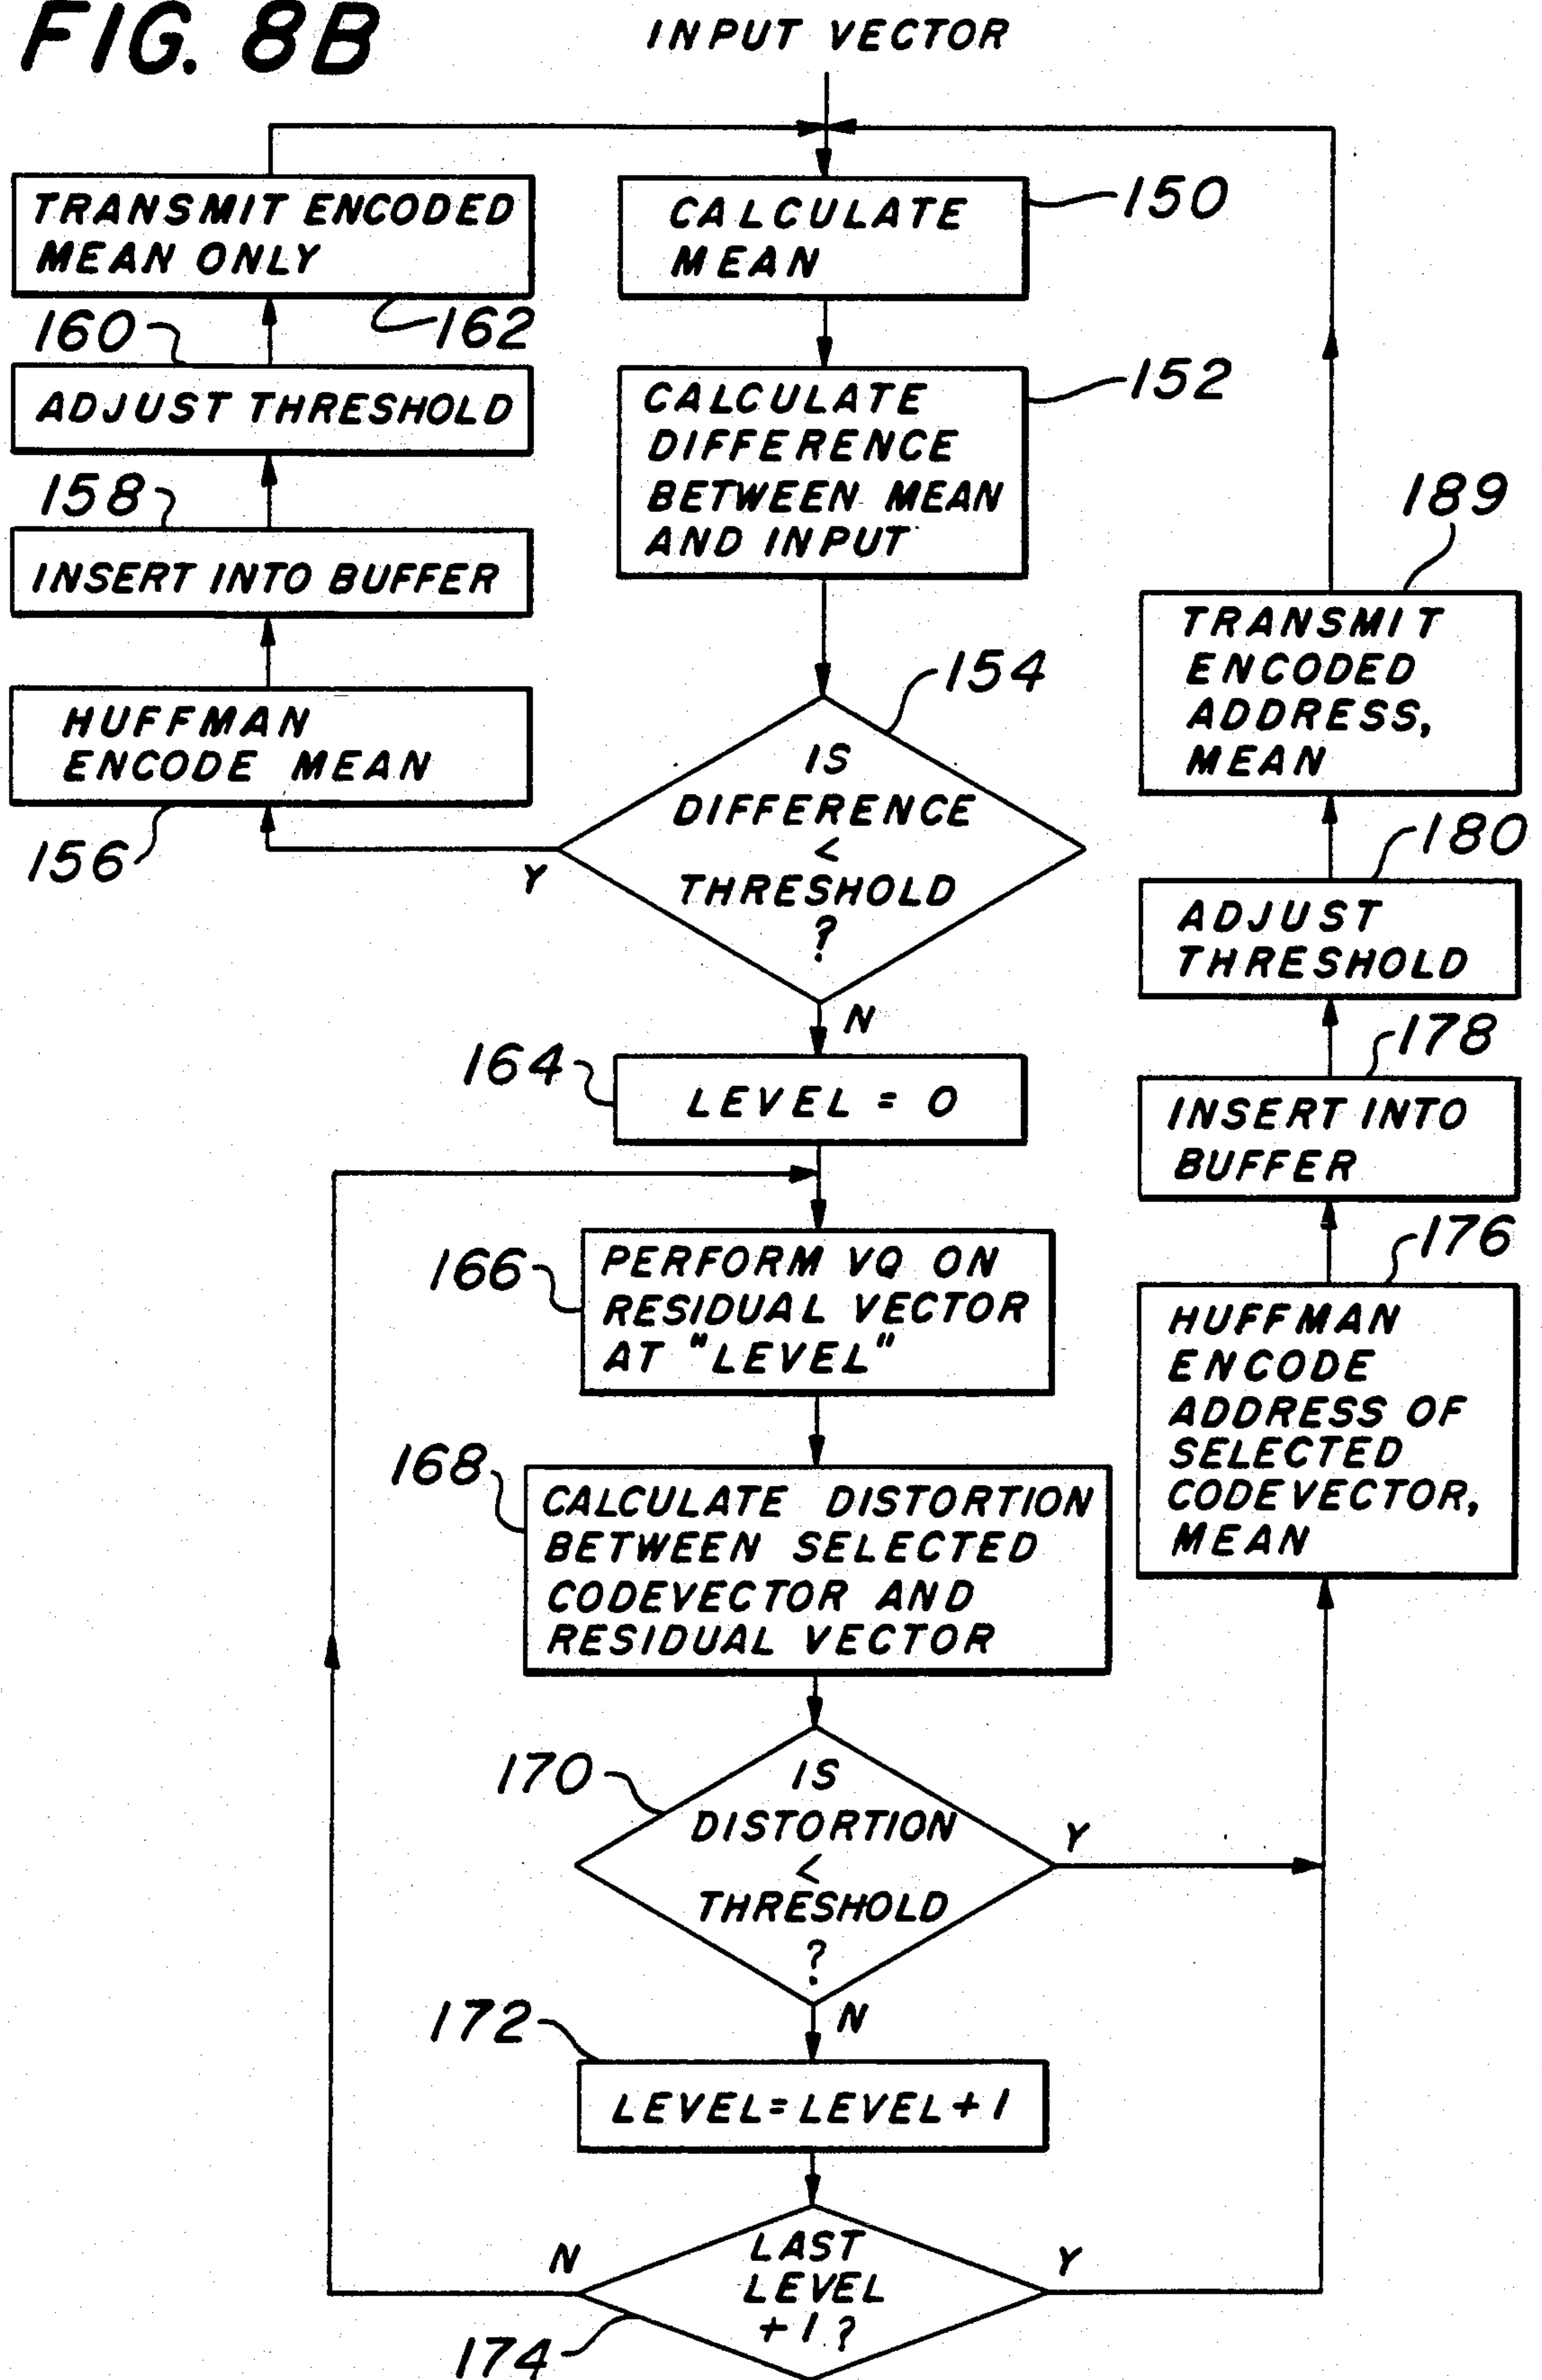 FIG. 8B
INPUT VECTOR
TRANSMIT ENCODED
MEAN ONLY
162
160
ADJUST THRESHOLD
158
INSERT INTO BUFFER
HUFFMAN
ENCODE MEAN
156
CALCULATE
MEAN
150
CALCULATE
DIFFERENCE
BETWEEN MEAN
AND INPUT
152
154
IS
DIFFERENCE
<
THRESHOLD
?
Y
N
164
LEVEL = 0
166
PERFORM VQ ON
RESIDUAL VECTOR
AT "LEVEL"
168
CALCULATE DISTORTION
BETWEEN SELECTED
CODEVECTOR AND
RESIDUAL VECTOR
170
IS
DISTORTION
<
THRESHOLD
?
Y
N
172
LEVEL=LEVEL+1
LAST
LEVEL
+1?
N
Y
174
189
TRANSMIT
ENCODED
ADDRESS,
MEAN
180
ADJUST
THRESHOLD
178
INSERT INTO
BUFFER
176
HUFFMAN
ENCODE
ADDRESS OF
SELECTED
CODEVECTOR,
MEAN